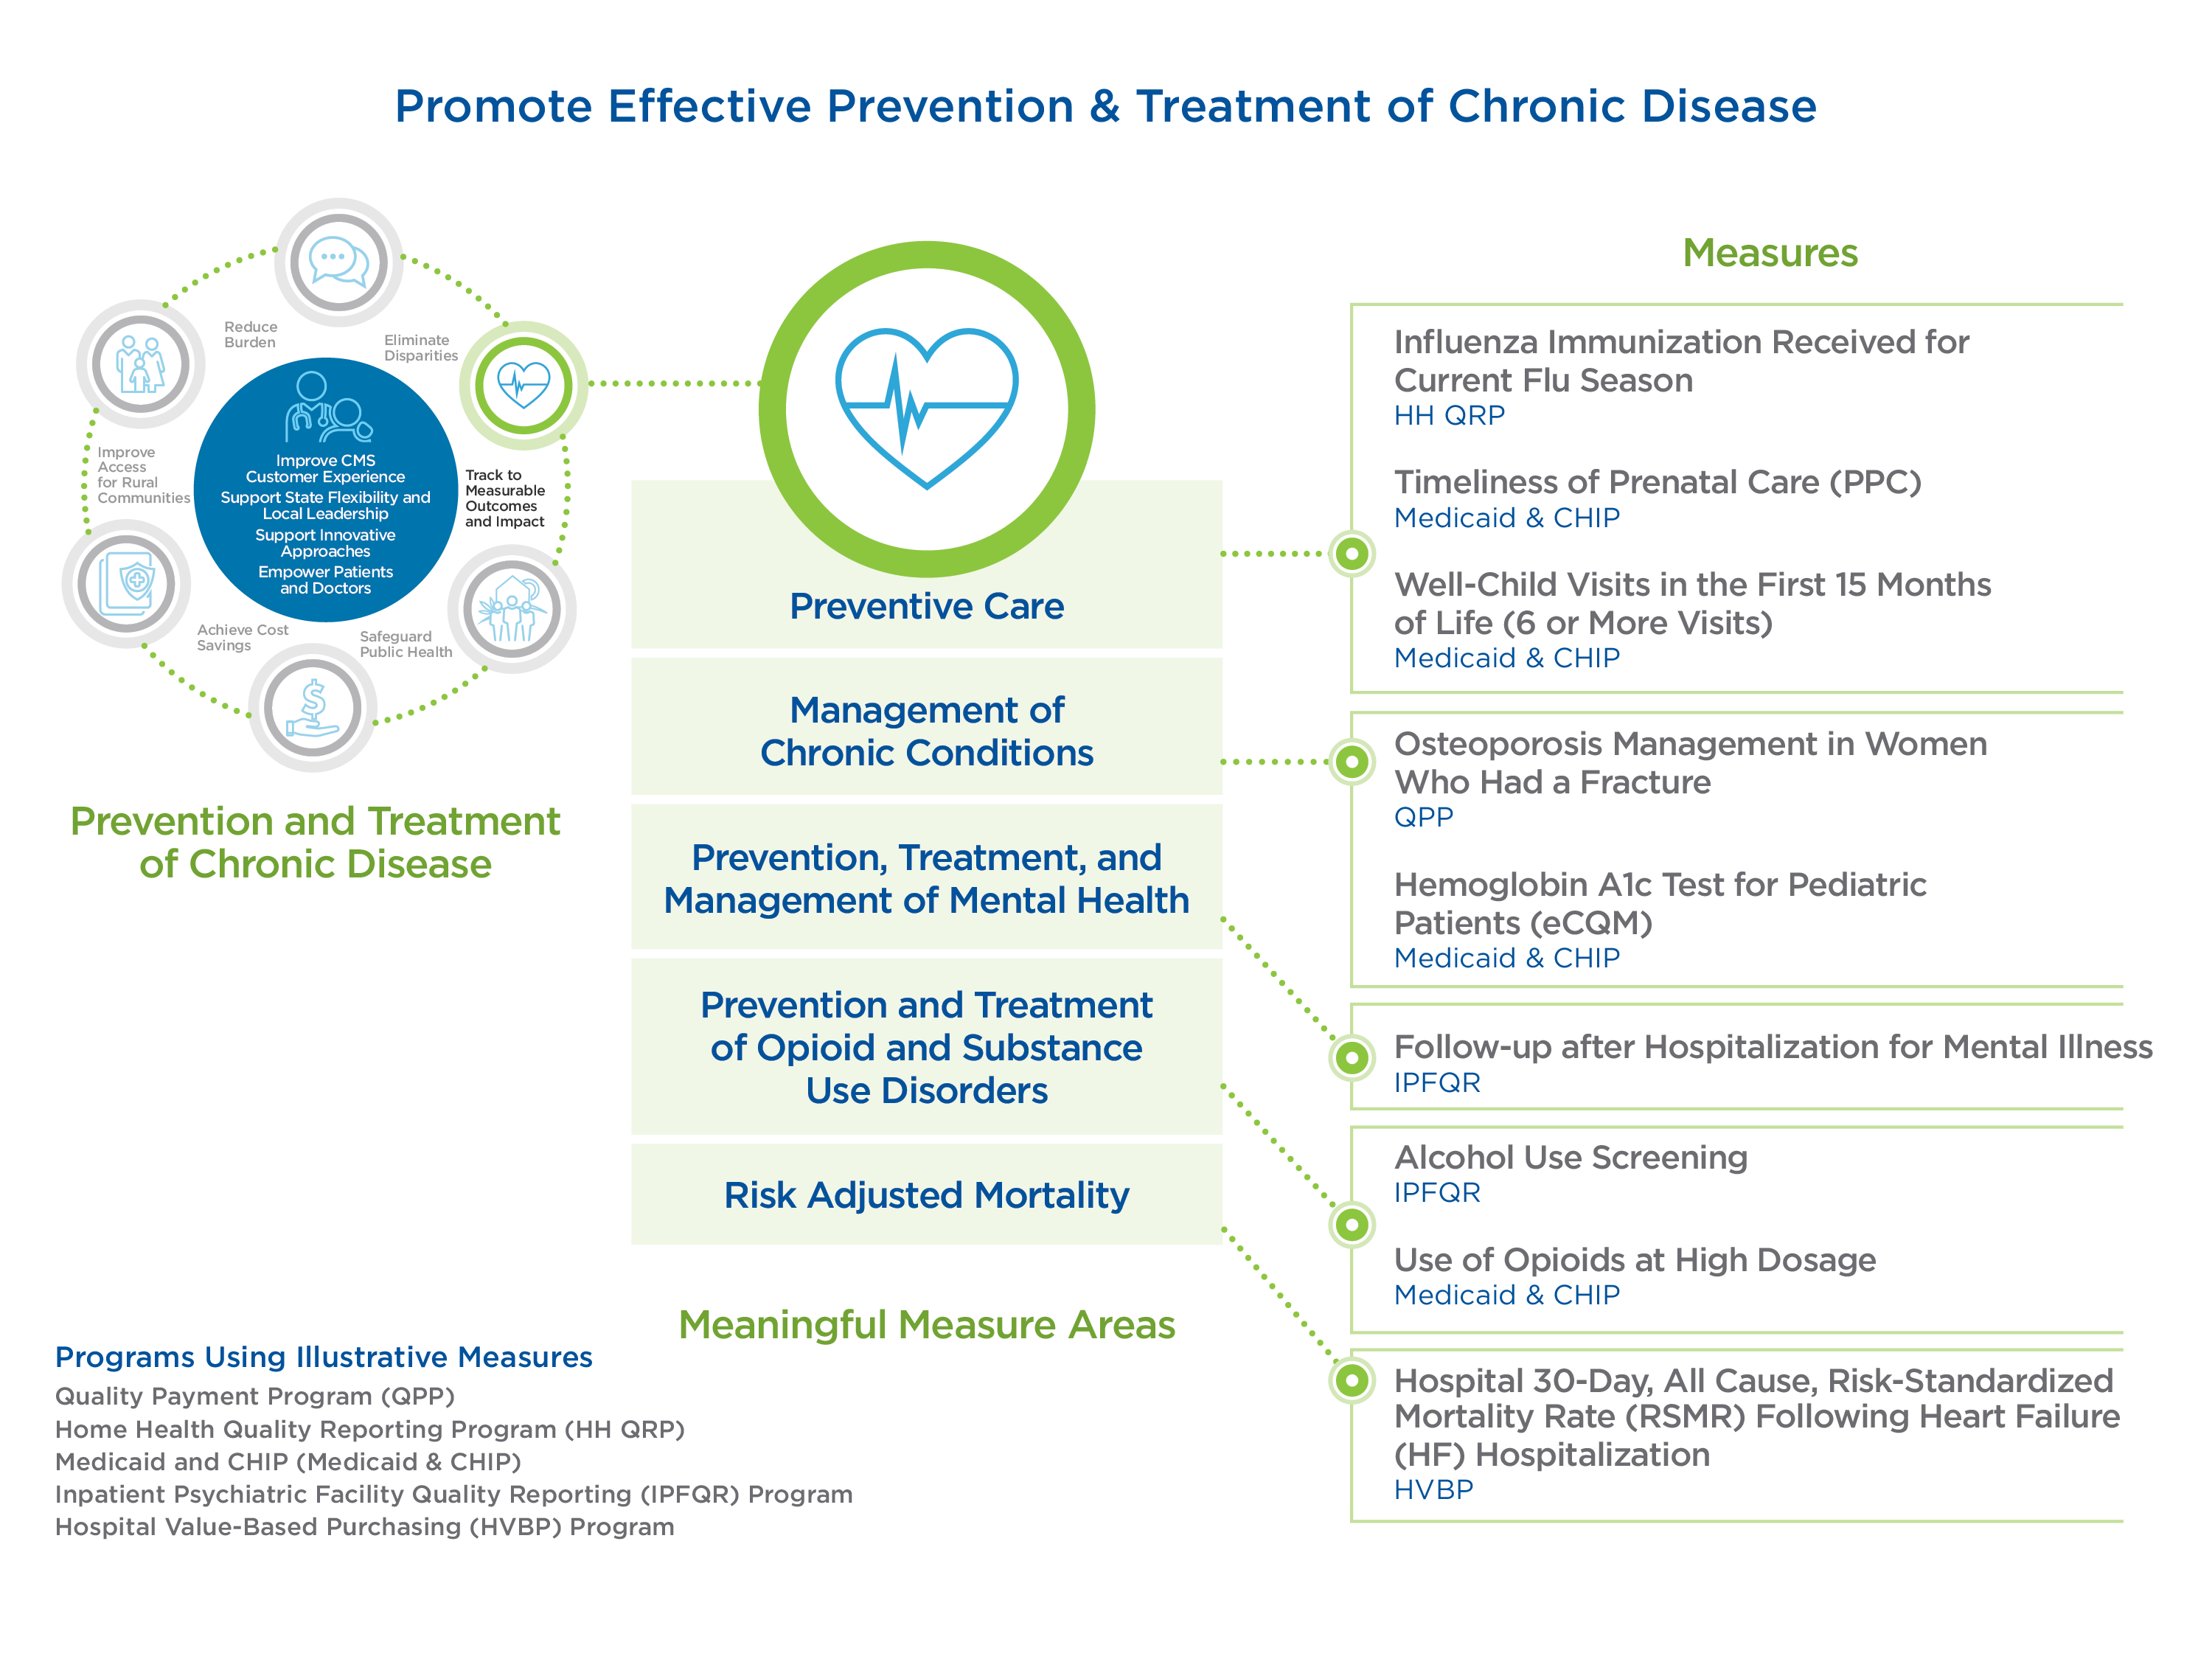 Promote Effective Prevention & Treatment of Chronic Disease
Reduce
Burden
Eliminate
Disparities
Improve
Access
for Rural
Communities
Improve CMS
Customer Experience
Support State Flexibility and
Local Leadership
Support Innovative
Approaches
Empower Patients
and Doctors
Track to
Measurable
Outcomes
and Impact
Achieve Cost
Savings
Safeguard
Public Health
$
Prevention and Treatment
of Chronic Disease
Preventive Care
Management of
Chronic Conditions
Prevention, Treatment, and
Management of Mental Health
Prevention and Treatment
of Opioid and Substance
Use Disorders
Risk Adjusted Mortality
Meaningful Measure Areas
Measures
Influenza Immunization Received for
Current Flu Season
HH QRP
Timeliness of Prenatal Care (PPC)
Medicaid & CHIP
Well-Child Visits in the First 15 Months
of Life (6 or More Visits)
Medicaid & CHIP
Osteoporosis Management in Women
Who Had a Fracture
QPP
Hemoglobin A1c Test for Pediatric
Patients (eCQM)
Medicaid & CHIP
Follow-up after Hospitalization for Mental Illness
IPFQR
Alcohol Use Screening
IPFQR
Use of Opioids at High Dosage
Medicaid & CHIP
Hospital 30-Day, All Cause, Risk-Standardized
Mortality Rate (RSMR) Following Heart Failure
(HF) Hospitalization
HVBP
Programs Using Illustrative Measures
Quality Payment Program (QPP)
Home Health Quality Reporting Program (HH QRP)
Medicaid and CHIP (Medicaid & CHIP)
Inpatient Psychiatric Facility Quality Reporting (IPFQR) Program
Hospital Value-Based Purchasing (HVBP) Program